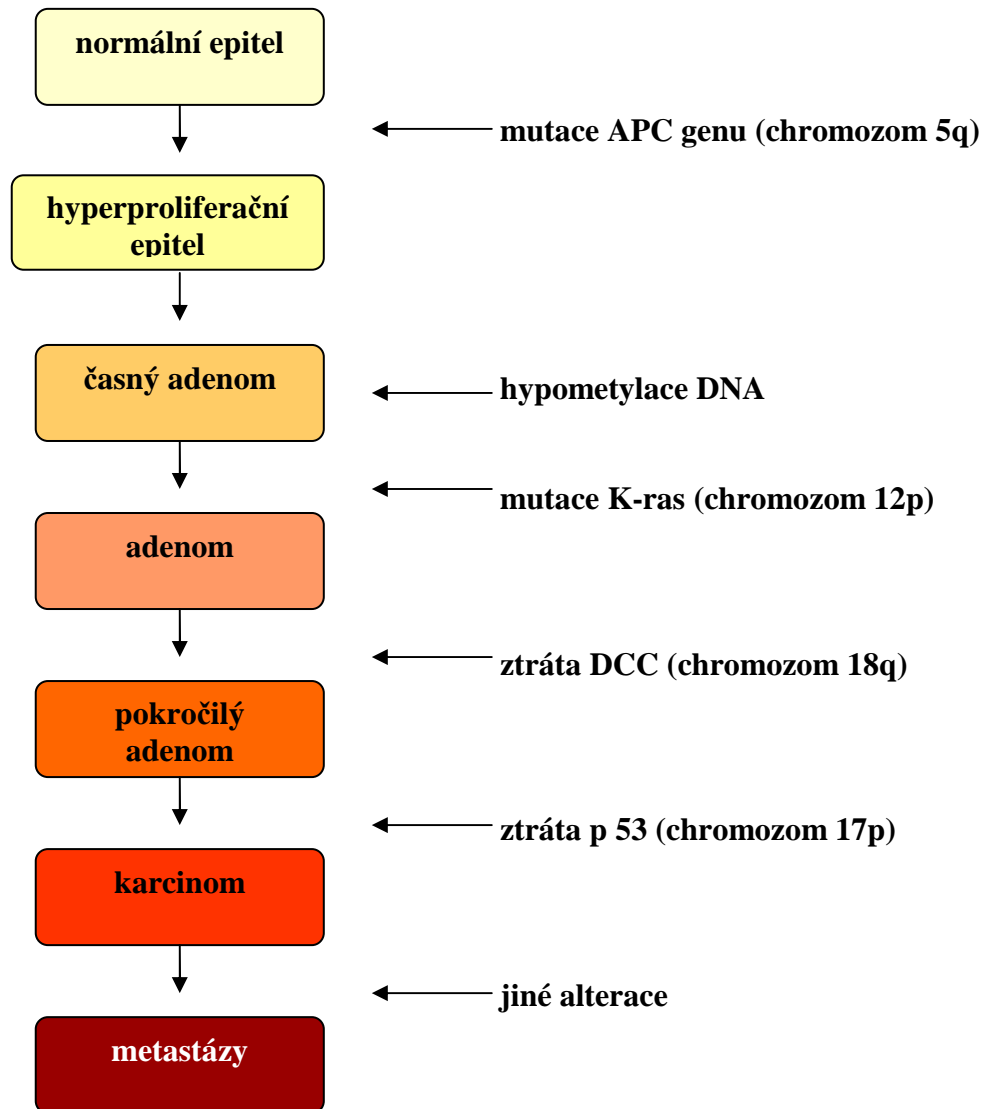 normální epitel
mutace APC genu (chromozom 5q)
hyperproliferační
epitel
časný adenom
hypometylace DNA
mutace K-ras (chromozom 12p)
adenom
ztráta DCC (chromozom 18q)
pokročilý
adenom
ztráta p 53 (chromozom 17p)
karcinom
jiné alterace
metastázy